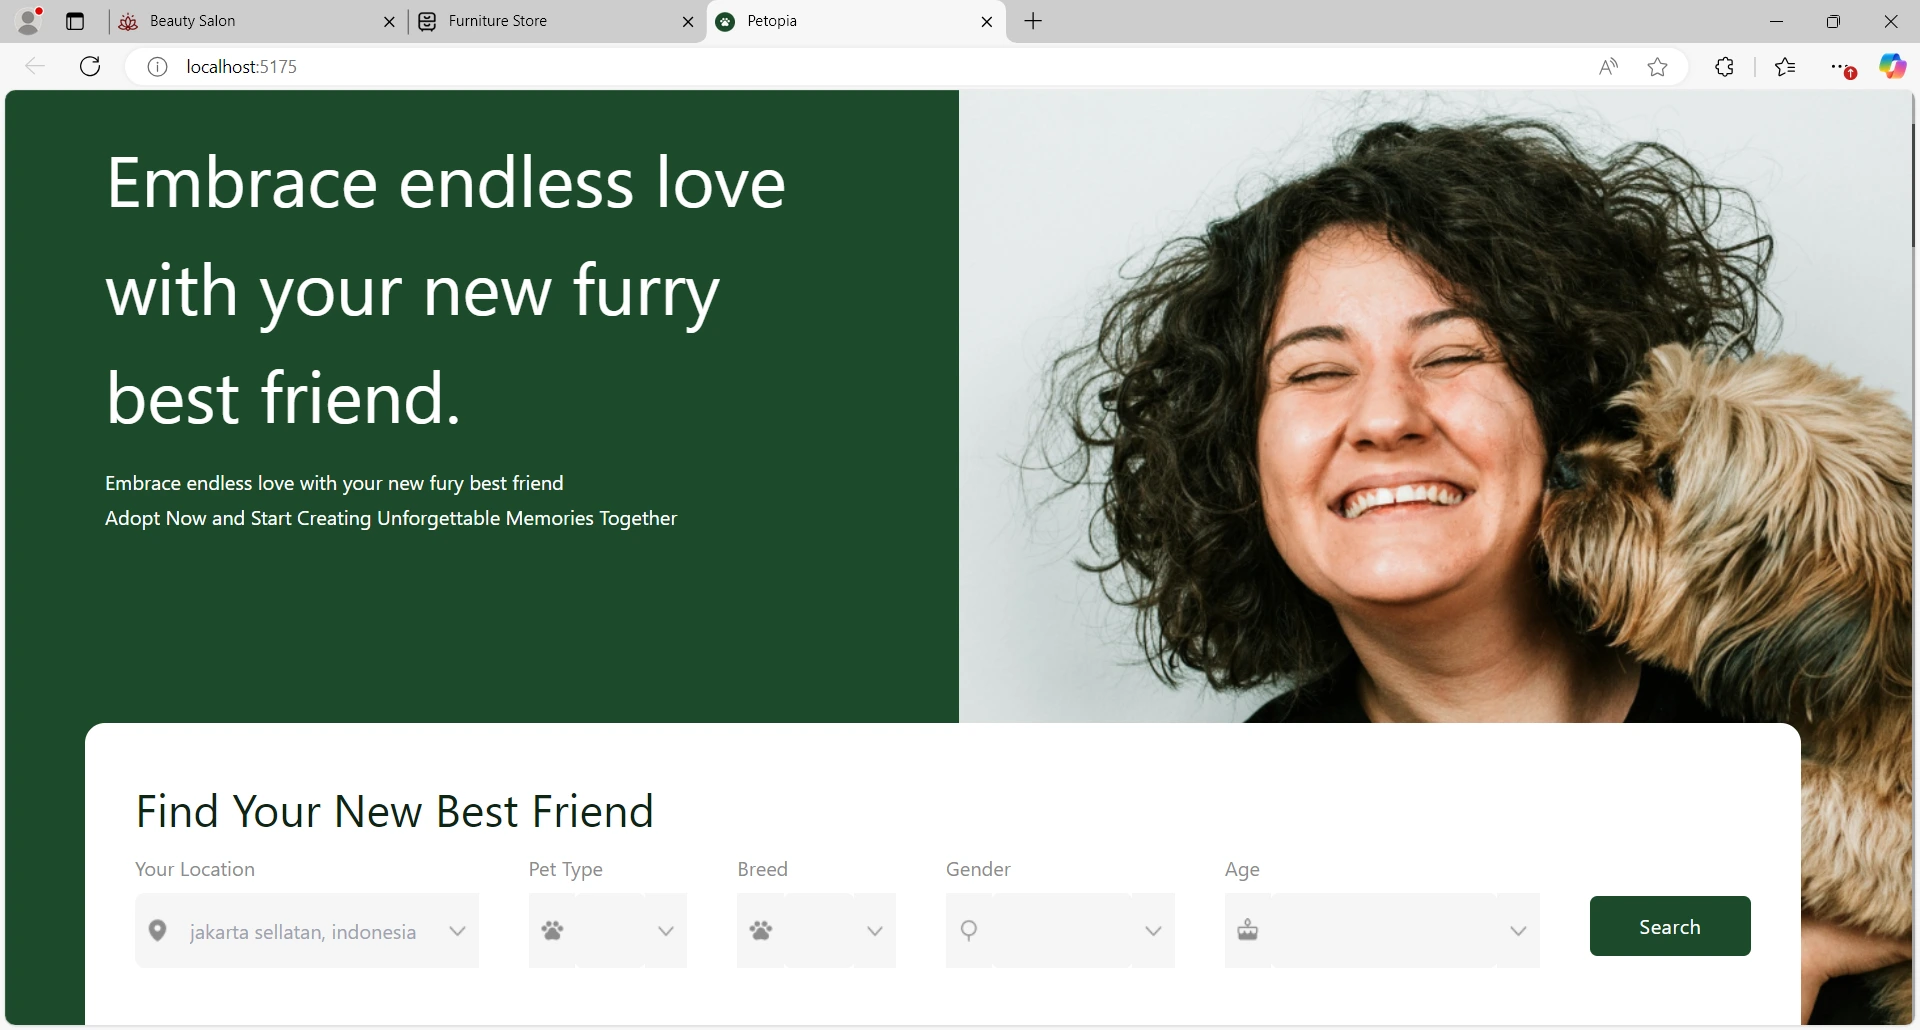 Beauty Salon
Furniture Store
Petopia
localhost:5175
Embrace endless love
with your new furry
best friend.
Embrace endless love with your new fury best friend
Adopt Now and Start Creating Unforgettable Memories Together
Find Your New Best Friend
Your Location Pet Type Breed Gender Age
jakarta sellatan, indonesia
Search